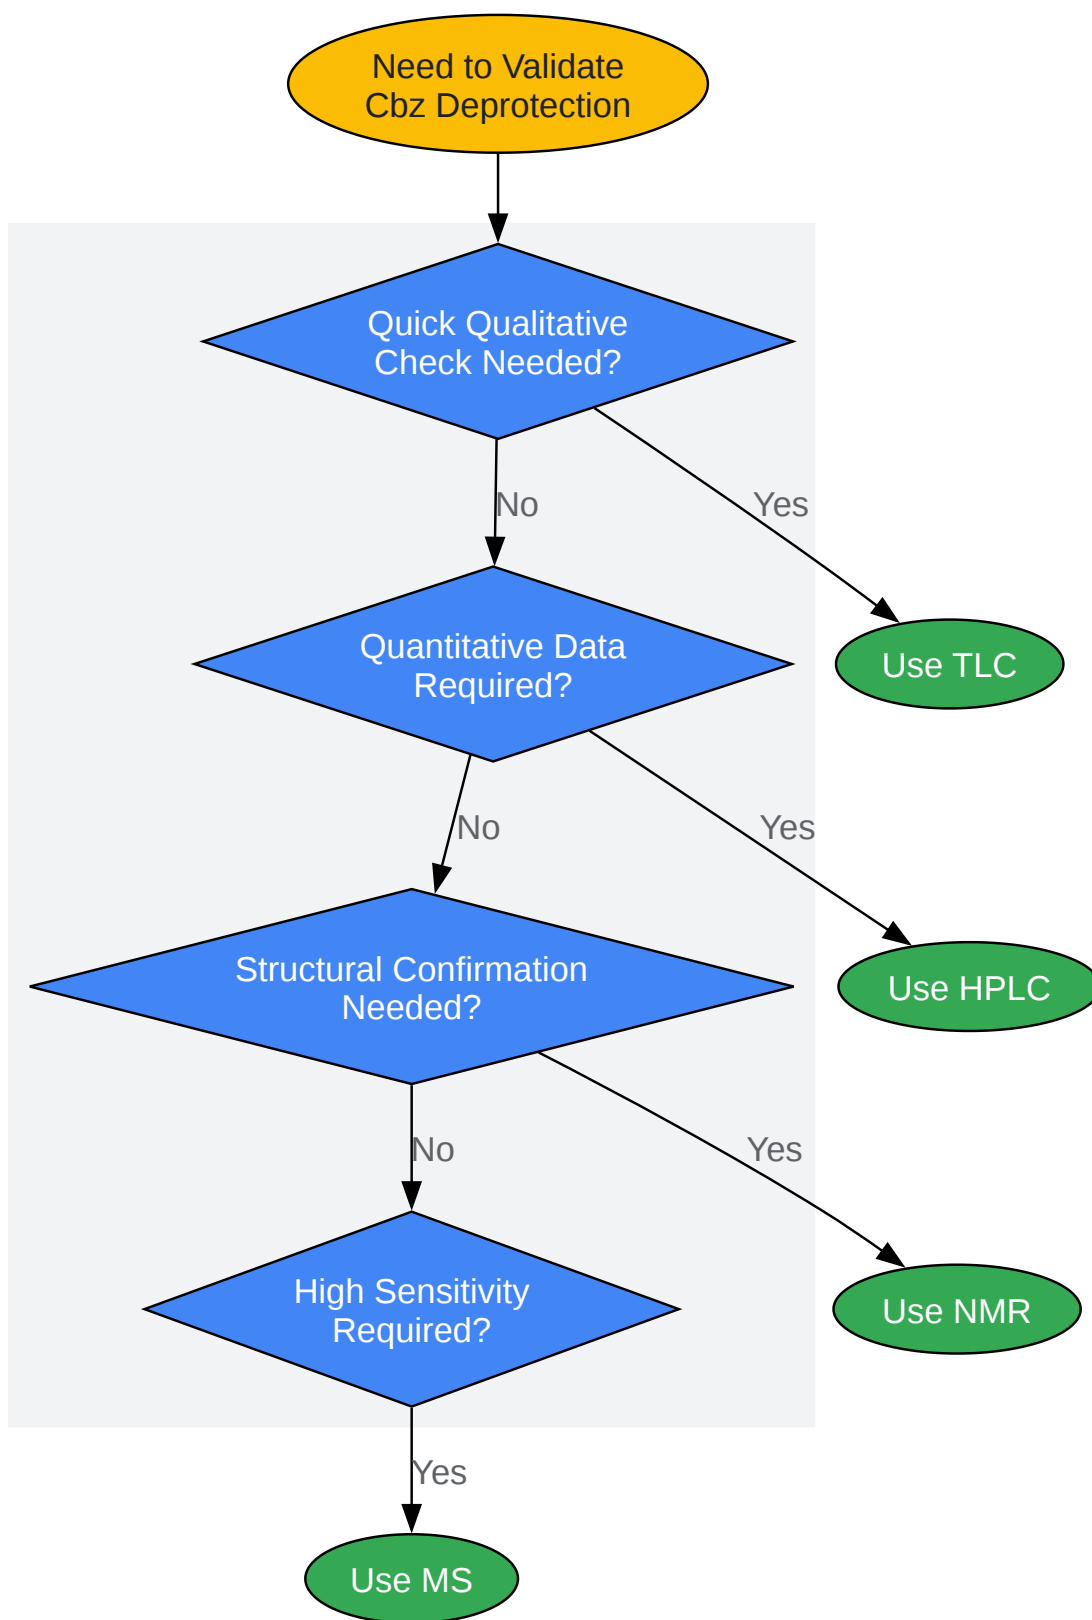 Need to Validate
Cbz Deprotection
Quick Qualitative
Check Needed?
No
Yes
Quantitative Data
Required?
Use TLC
No
Yes
Structural Confirmation
Needed?
Use HPLC
No
Yes
High Sensitivity
Required?
Use NMR
Yes
Use MS